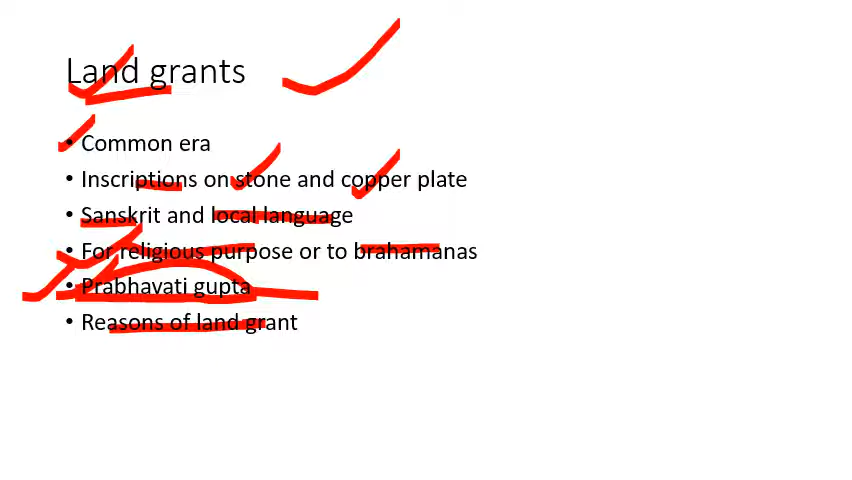 Land grants
• Common era
• Inscriptions on stone and copper plate
• Sanskrit and local language
• For religious purpose or to brahamanas
• Prabhavati gupta
• Reasons of land grant